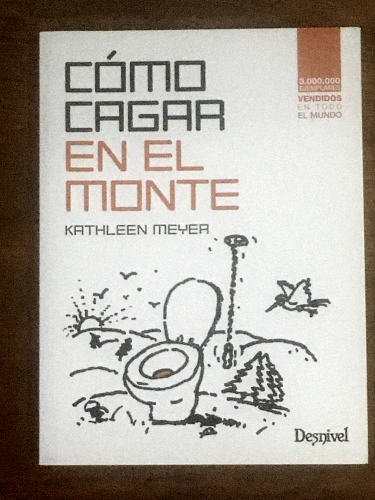 CÓMO
CAGAR
EN EL
MONTE
KATHLEEN MEYER
3.000.000
EJEMPLARES
VENDIDOS
EN TODO
EL MUNDO
Desnivel